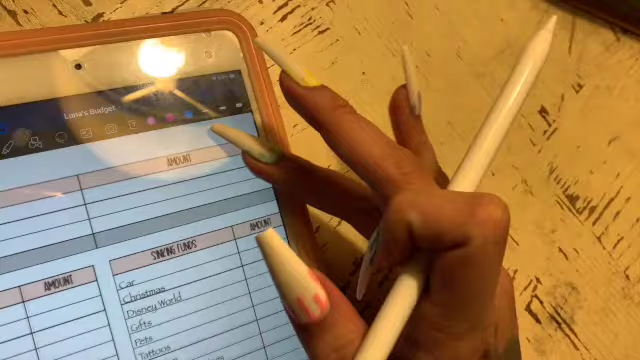 Luna's Budget
AMOUNT
AMOUNT
SINKING FUNDS
AMOUNT
Car
Christmas
Disney World
Gifts
Pets
Tattoos